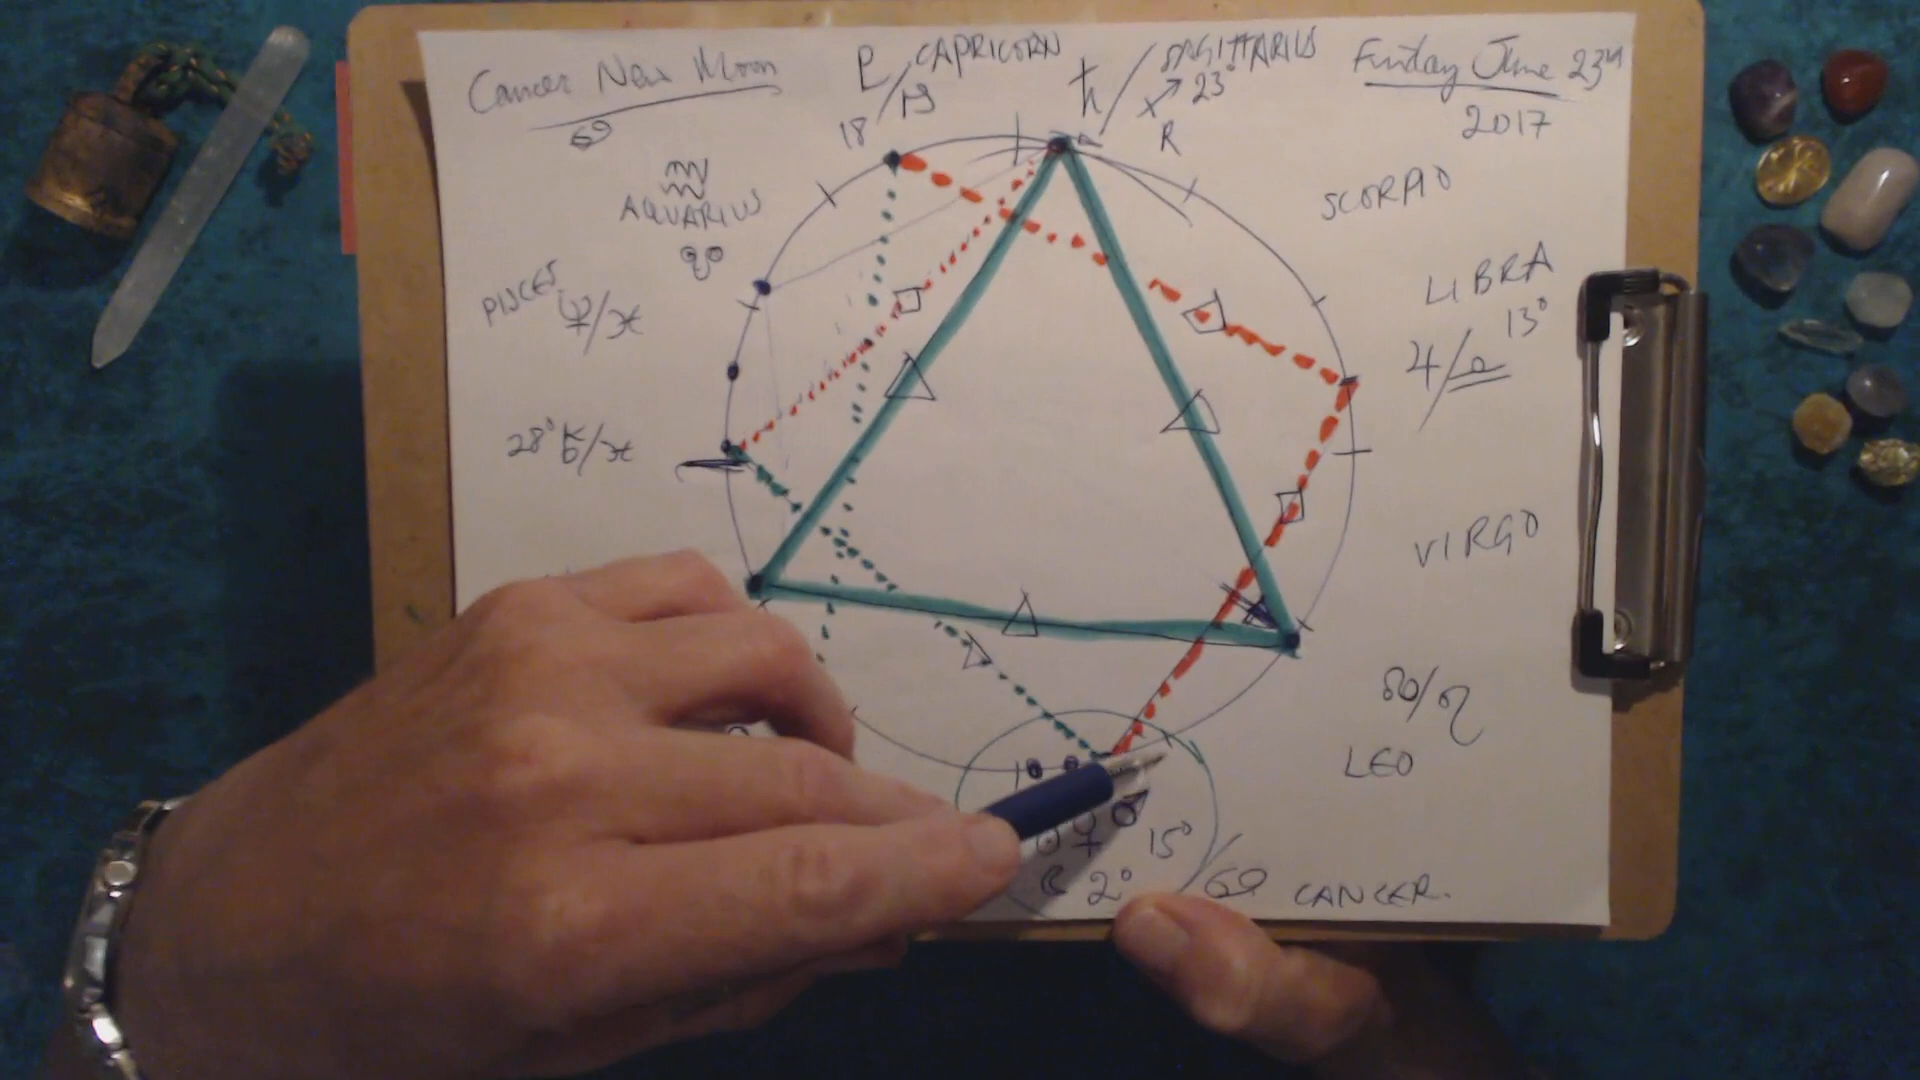 Cancer New Moon
♋
P/CAPRICORN
18/19
♄/SAGITTARIUS
♐ 23°
R
Friday June 23rd
2017
♒
AQUARIUS
SCORPIO
PISCES
♆/♓
LIBRA
13°
♃/♎
28° ⚷/♓
VIRGO
☊/♌
LEO
☉ ♀ ♂ 15°
☾ 2° /♋ CANCER.